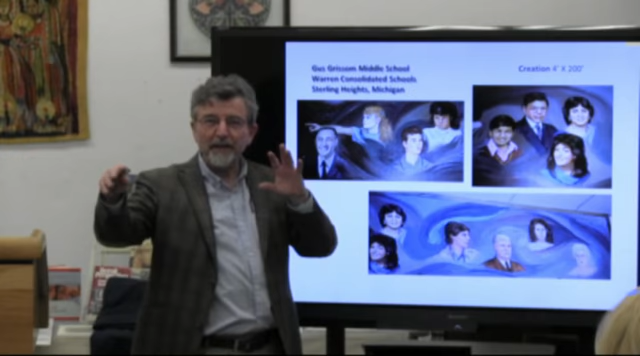 Gus Grissom Middle School
Creation 4' X 200'
Warren Consolidated Schools
Sterling Heights, Michigan